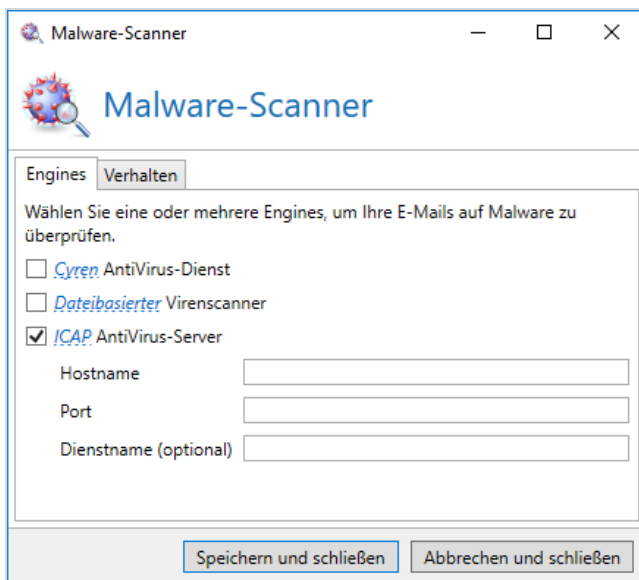 Malware-Scanner
Malware-Scanner
Engines Verhalten
Wählen Sie eine oder mehrere Engines, um Ihre E-Mails auf Malware zu
überprüfen.
Cyren AntiVirus-Dienst
Dateibasierter Virenscanner
ICAP AntiVirus-Server
Hostname
Port
Dienstname (optional)
Speichern und schließen Abbrechen und schließen